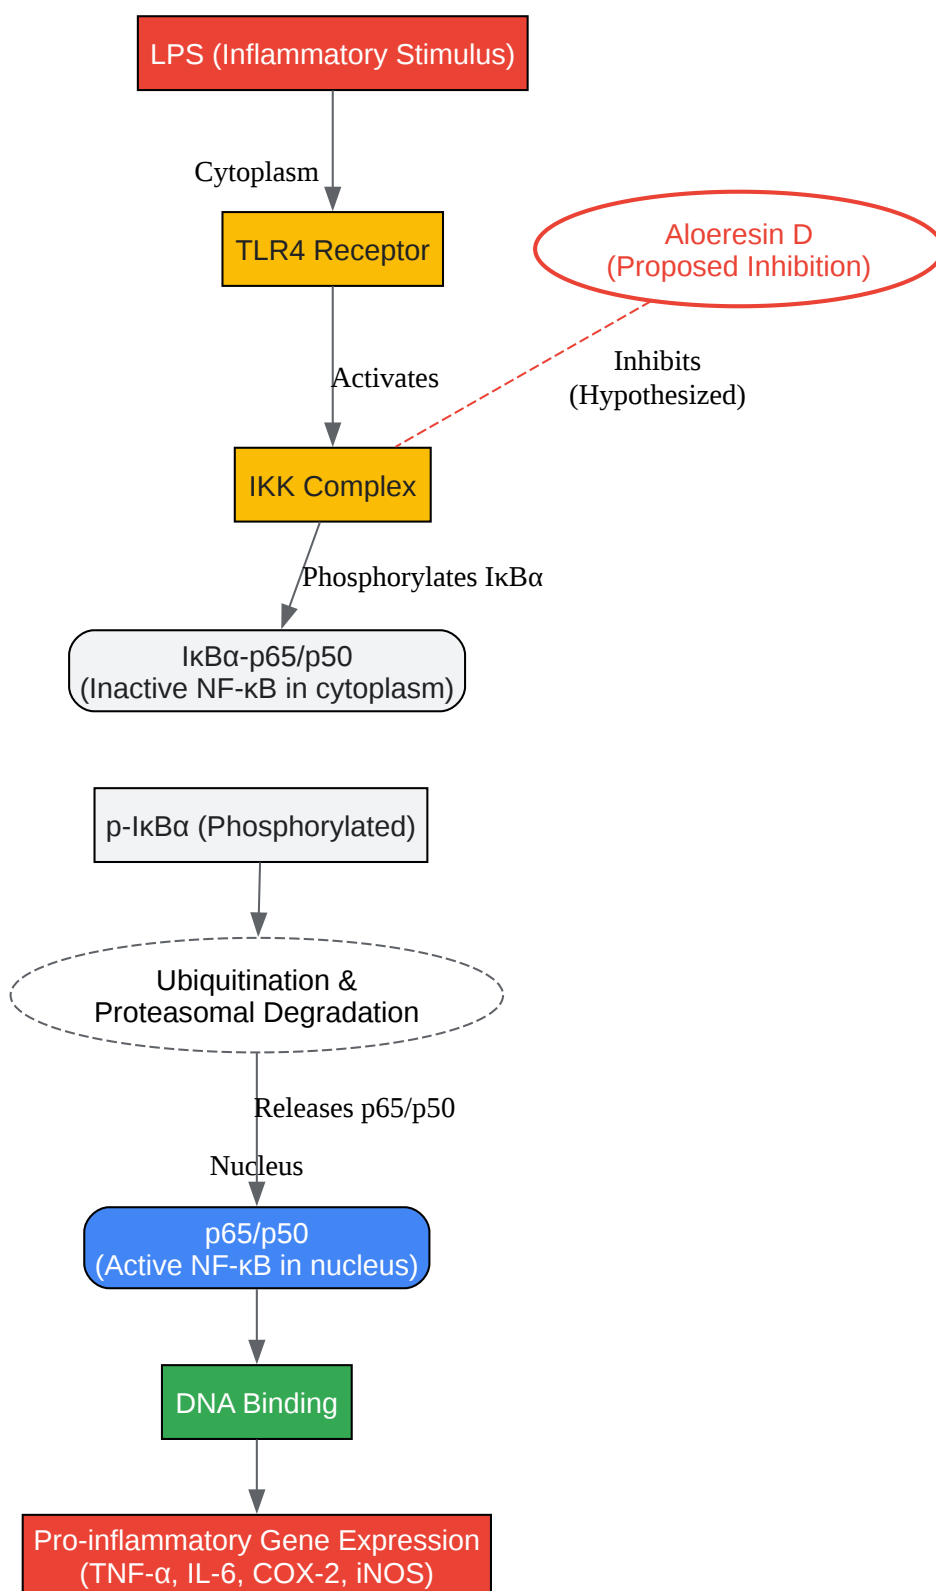 LPS (Inflammatory Stimulus)
Cytoplasm
TLR4 Receptor
Aloeresin D
(Proposed Inhibition)
Activates
Inhibits
(Hypothesized)
IKK Complex
Phosphorylates IκBα
IκBα-p65/p50
(Inactive NF-κB in cytoplasm)
p-IκBα (Phosphorylated)
Ubiquitination &
Proteasomal Degradation
Releases p65/p50
Nucleus
p65/p50
(Active NF-κB in nucleus)
DNA Binding
Pro-inflammatory Gene Expression
(TNF-α, IL-6, COX-2, iNOS)